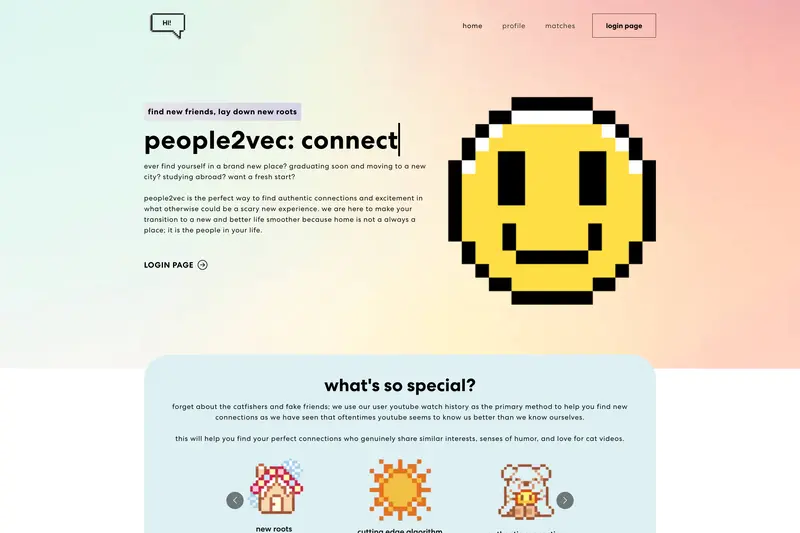 HI!
home
profile
matches
login page
find new friends, lay down new roots
people2vec: connect
ever find yourself in a brand new place? graduating soon and moving to a new
city? studying abroad? want a fresh start?
people2vec is the perfect way to find authentic connections and excitement in
what otherwise could be a scary new experience. we are here to make your
transition to a new and better life smoother because home is not a always a
place; it is the people in your life.
LOGIN PAGE
what's so special?
forget about the catfishers and fake friends; we use our user youtube watch history as the primary method to help you find new
connections as we have seen that oftentimes youtube seems to know us better than we know ourselves.
this will help you find your perfect connections who genuinely share similar interests, senses of humor, and love for cat videos.
new roots
cutting edge algorithm